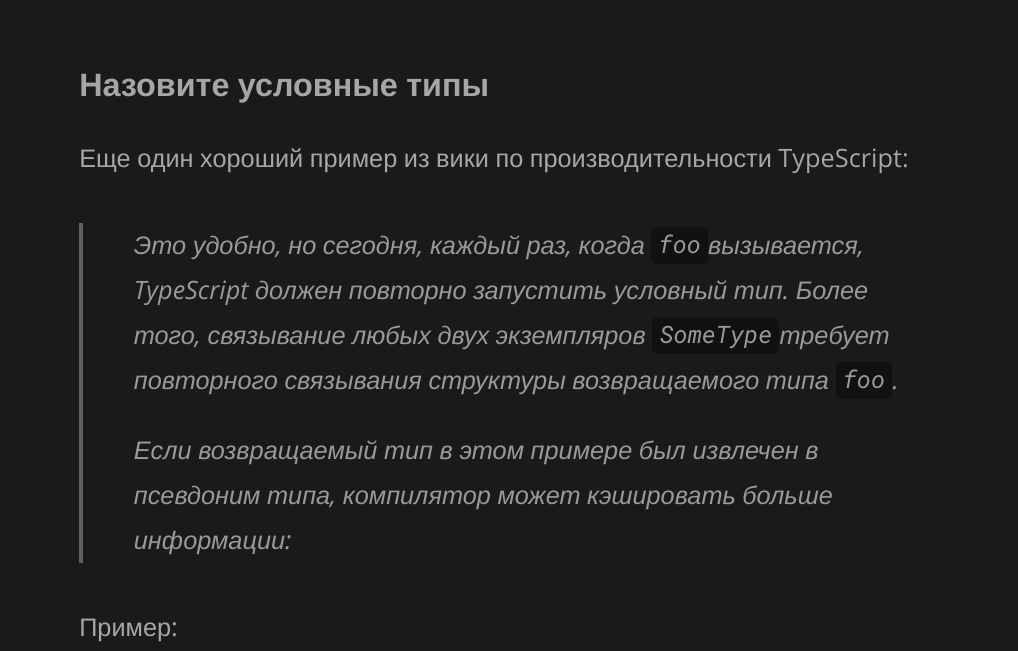 Назовите условные типы
Еще один хороший пример из вики по производительности TypeScript:
Это удобно, но сегодня, каждый раз, когда foo вызывается,
TypeScript должен повторно запустить условный тип. Более
того, связывание любых двух экземпляров SomeType требует
повторного связывания структуры возвращаемого типа foo .
Если возвращаемый тип в этом примере был извлечен в
псевдоним типа, компилятор может кэшировать больше
информации:
Пример: